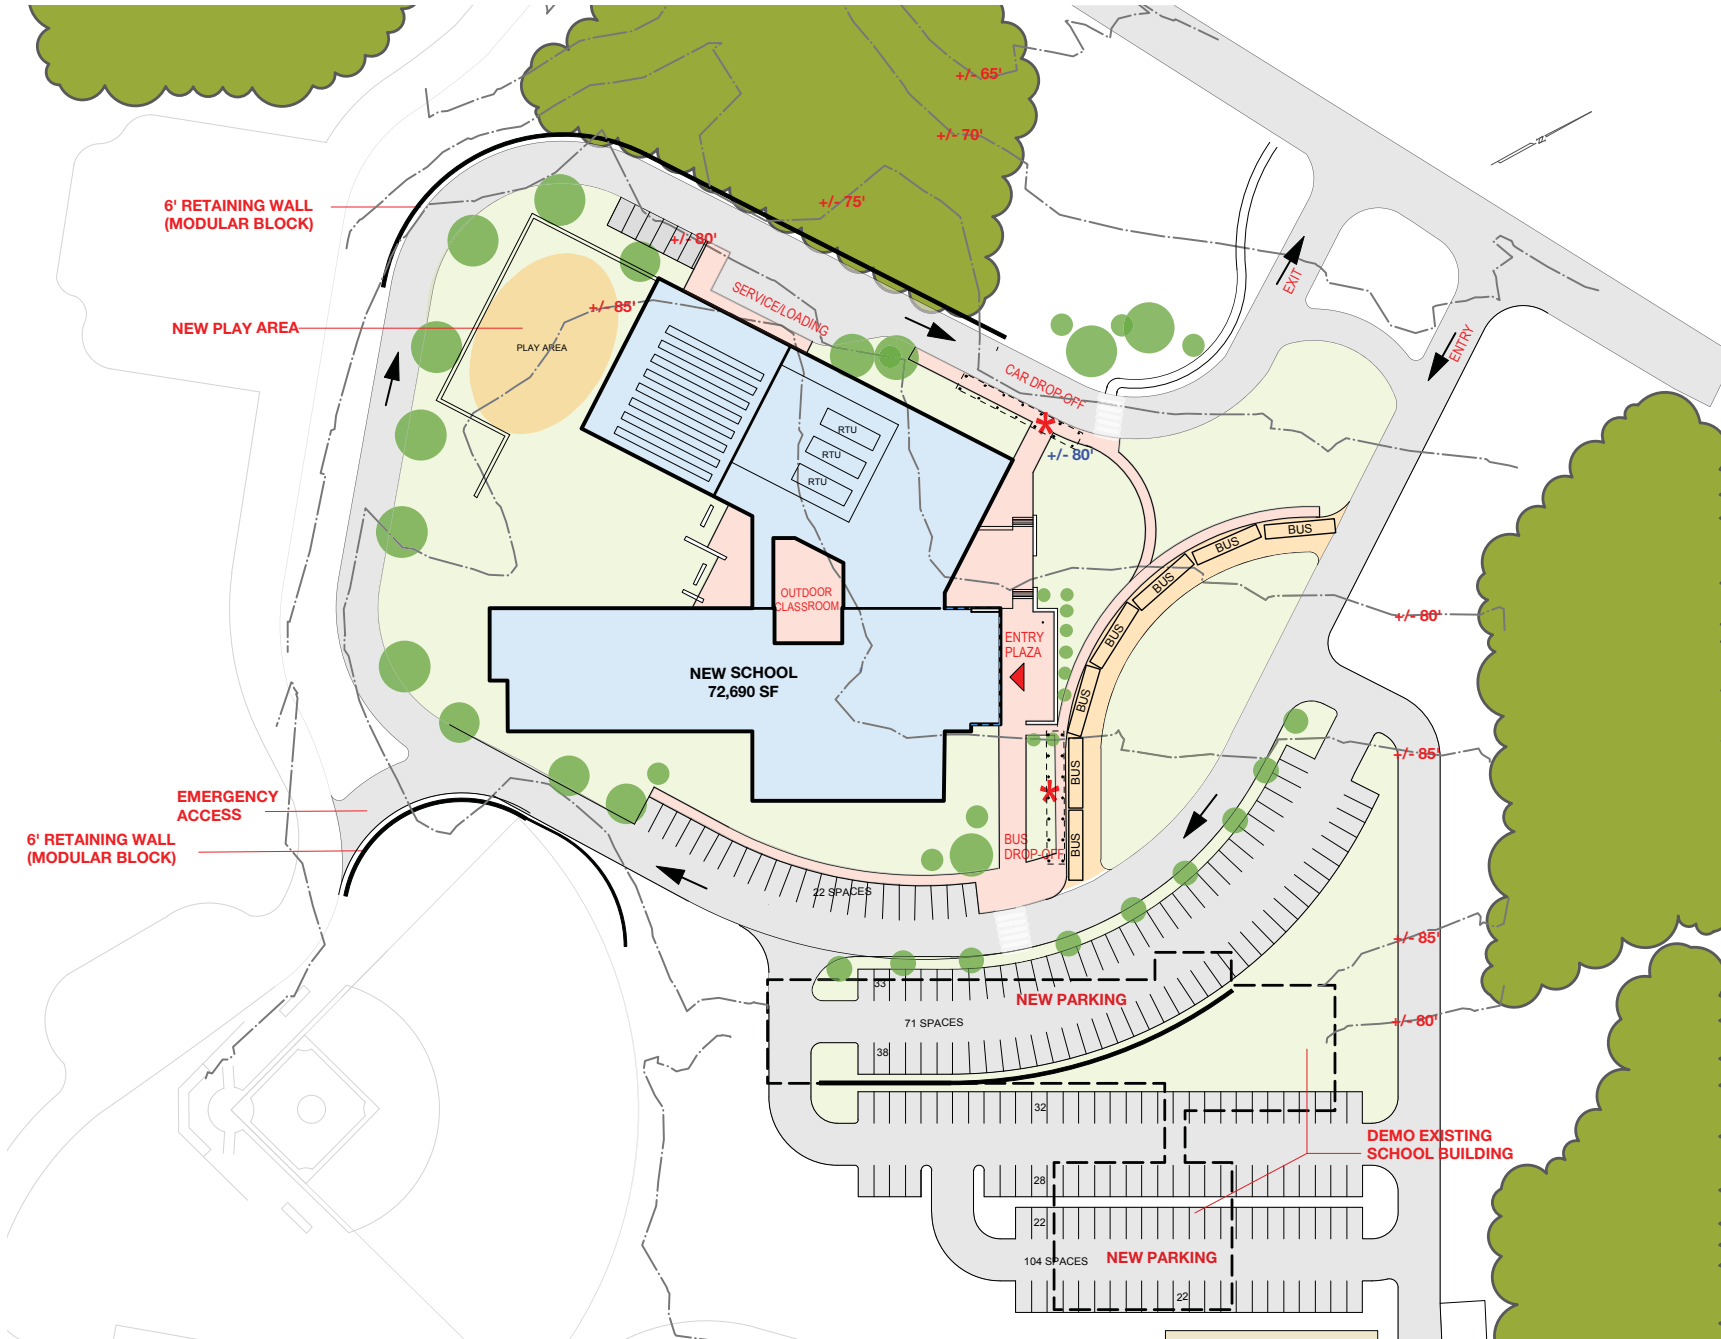 +/- 65'
+/- 70'
N
6' RETAINING WALL
(MODULAR BLOCK)
+/- 75'
+/- 80'
EXIT
SERVICE/LOADING
+/- 85'
NEW PLAY AREA
PLAY AREA
ENTRY
CAR DROP-OFF
RTU
RTU
RTU
+/- 80'
BUS
BUS
BUS
BUS
BUS
BUS
BUS
OUTDOOR
CLASSROOM
+/- 80'
ENTRY
PLAZA
NEW SCHOOL
72,690 SF
+/- 85'
EMERGENCY
ACCESS
6' RETAINING WALL
(MODULAR BLOCK)
BUS
DROP-OFF
22 SPACES
+/- 85'
33
NEW PARKING
71 SPACES
+/- 80'
38
32
DEMO EXISTING
SCHOOL BUILDING
28
22
104 SPACES
NEW PARKING
22